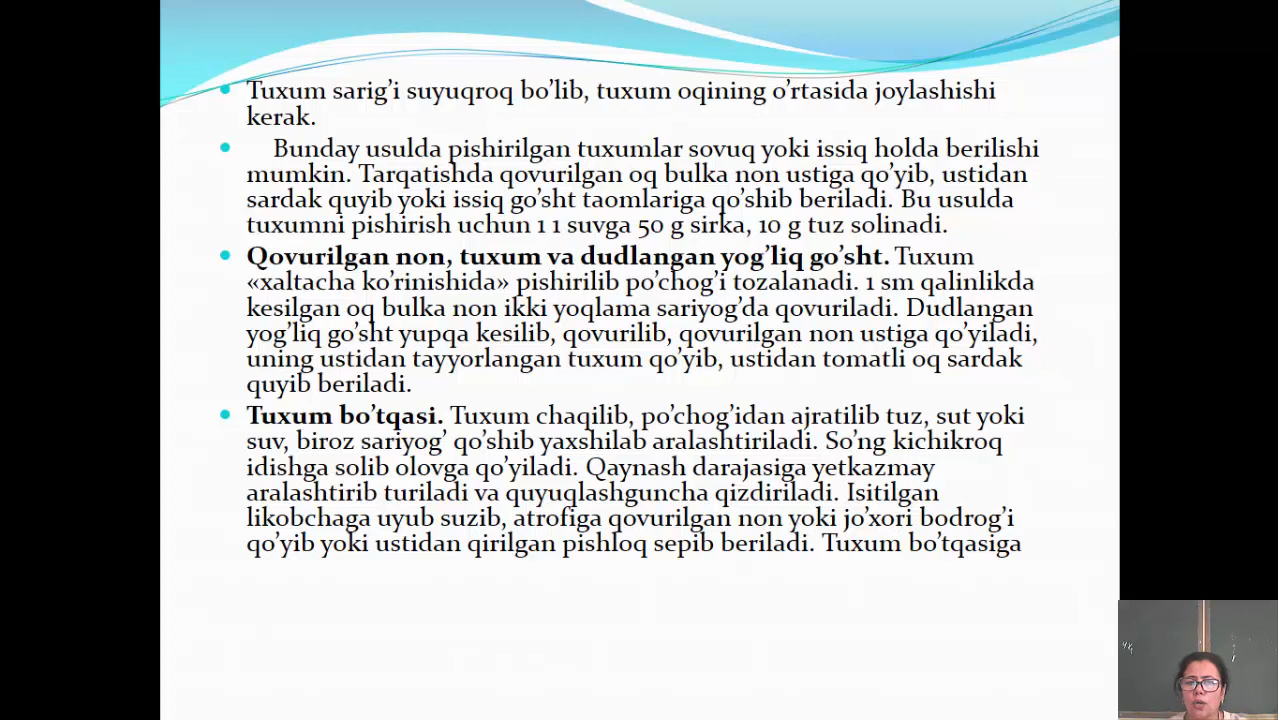 Tuxum sarig’i suyuqroq bo’lib, tuxum oqining o’rtasida joylashishi
kerak.
Bunday usulda pishirilgan tuxumlar sovuq yoki issiq holda berilishi
mumkin. Tarqatishda qovurilgan oq bulka non ustiga qo’yib, ustidan
sardak quyib yoki issiq go’sht taomlariga qo’shib beriladi. Bu usulda
tuxumni pishirish uchun 1 1 suvga 50 g sirka, 10 g tuz solinadi.
Qovurilgan non, tuxum va dudlangan yog’liq go’sht. Tuxum
«xaltacha ko’rinishida» pishirilib po’chog’i tozalanadi. 1 sm qalinlikda
kesilgan oq bulka non ikki yoqlama sariyog’da qovuriladi. Dudlangan
yog’liq go’sht yupqa kesilib, qovurilib, qovurilgan non ustiga qo’yiladi,
uning ustidan tayyorlangan tuxum qo’yib, ustidan tomatli oq sardak
quyib beriladi.
Tuxum bo’tqasi. Tuxum chaqilib, po’chog’idan ajratilib tuz, sut yoki
suv, biroz sariyog’ qo’shib yaxshilab aralashtiriladi. So’ng kichikroq
idishga solib olovga qo’yiladi. Qaynash darajasiga yetkazmay
aralashtirib turiladi va quyuqlashguncha qizdiriladi. Isitilgan
likobchaga uyub suzib, atrofiga qovurilgan non yoki jo’xori bodrog’i
qo’yib yoki ustidan qirilgan pishloq sepib beriladi. Tuxum bo’tqasiga